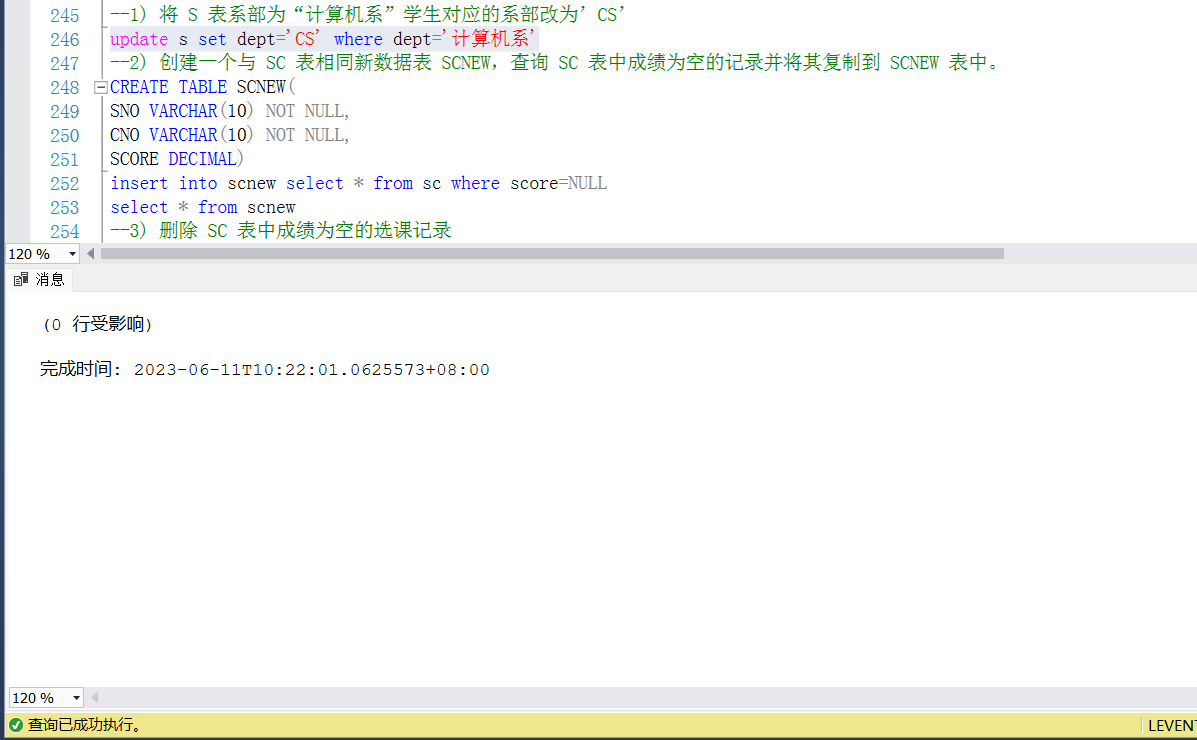 245 --1) 将 S 表系部为“计算机系”学生对应的系部改为’CS’
246 update s set dept='CS' where dept='计算机系'
247 --2) 创建一个与 SC 表相同新数据表 SCNEW，查询 SC 表中成绩为空的记录并将其复制到 SCNEW 表中。
248 CREATE TABLE SCNEW(
249 SNO VARCHAR(10) NOT NULL,
250 CNO VARCHAR(10) NOT NULL,
251 SCORE DECIMAL)
252 insert into scnew select * from sc where score=NULL
253 select * from scnew
254 --3) 删除 SC 表中成绩为空的选课记录
120 %
消息
(0 行受影响)
完成时间: 2023-06-11T10:22:01.0625573+08:00
120 %
查询已成功执行。 LEVENT